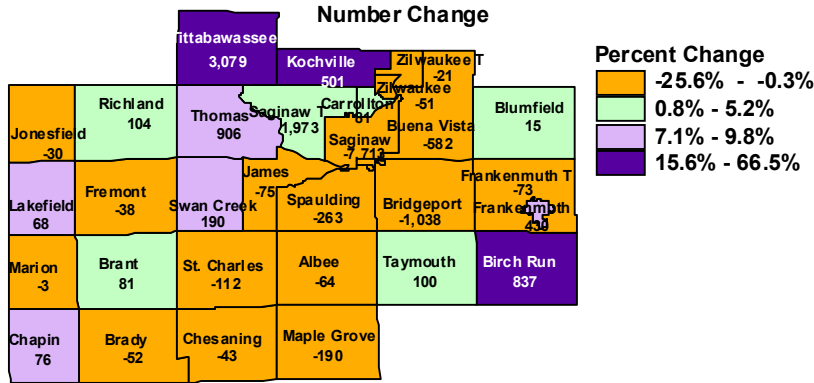 Number Change
Tittabawassee
3,079
Kochville
501
Zilwaukee T
-21
Zilwaukee
-51
Percent Change
-25.6% - -0.3%
0.8% - 5.2%
7.1% - 9.8%
15.6% - 66.5%
Jonesfield
-30
Richland
104
Thomas
906
Saginaw T
1,973
Carrollton
81
Saginaw
-7,713
Buena Vista
-582
Blumfield
15
Lakefield
68
Fremont
-38
Swan Creek
190
James
-75
Spaulding
-263
Bridgeport
-1,038
Frankenmuth T
-73
Frankenmuth
430
Marion
-3
Brant
81
St. Charles
-112
Albee
-64
Taymouth
100
Birch Run
837
Chapin
76
Brady
-52
Chesaning
-43
Maple Grove
-190